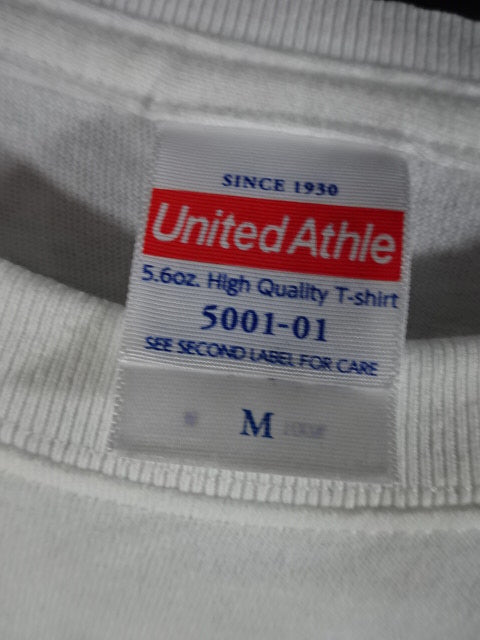 SINCE 1930
United Athle
5.6oz. High Quality T-shirt
5001-01
SEE SECOND LABEL FOR CARE
M